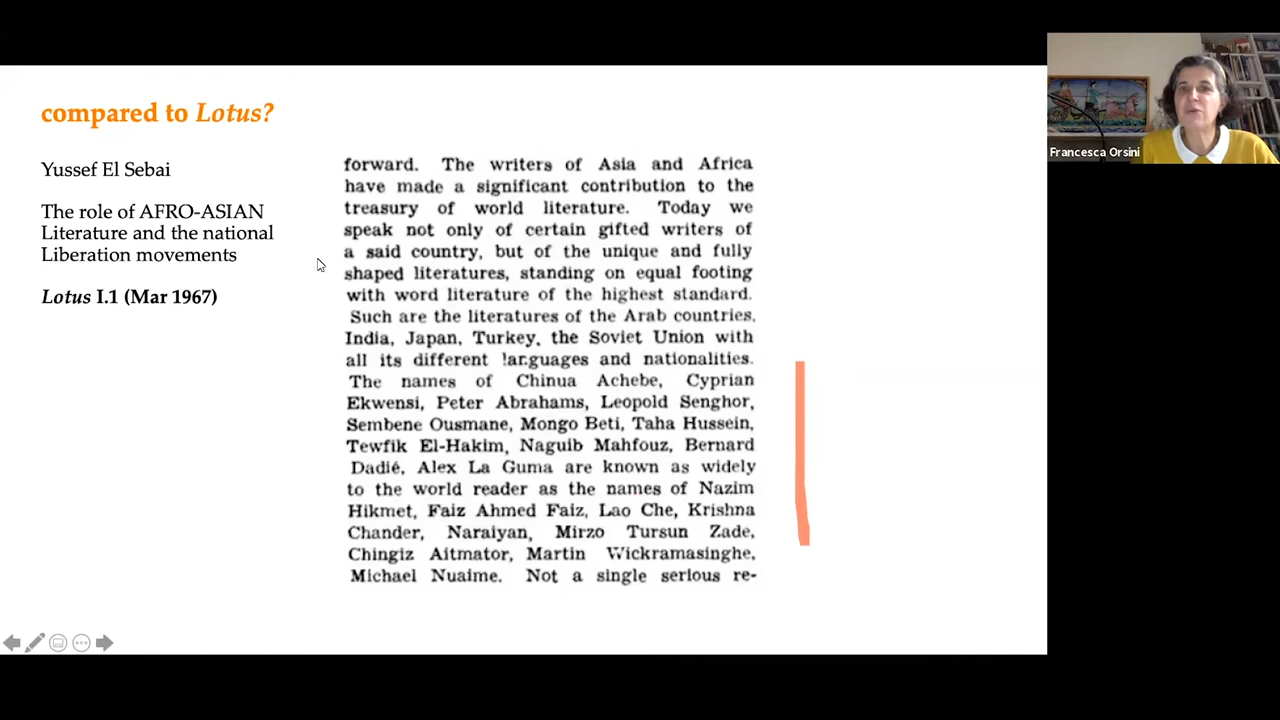 compared to Lotus?
Yussef El Sebai
The role of AFRO-ASIAN
Literature and the national
Liberation movements
Lotus I.1 (Mar 1967)
forward. The writers of Asia and Africa
have made a significant contribution to the
treasury of world literature. Today we
speak not only of certain gifted writers of
a said country, but of the unique and fully
shaped literatures, standing on equal footing
with word literature of the highest standard.
Such are the literatures of the Arab countries,
India, Japan, Turkey, the Soviet Union with
all its different languages and nationalities.
The names of Chinua Achebe, Cyprian
Ekwensi, Peter Abrahams, Leopold Senghor,
Sembene Ousmane, Mongo Beti, Taha Hussein,
Tewfik El-Hakim, Naguib Mahfouz, Bernard
Dadié, Alex La Guma are known as widely
to the world reader as the names of Nazim
Hikmet, Faiz Ahmed Faiz, Lao Che, Krishna
Chander, Naraiyan, Mirzo Tursun Zade,
Chingiz Aitmator, Martin Wickramasinghe,
Michael Nuaime. Not a single serious re-
Francesca Orsini